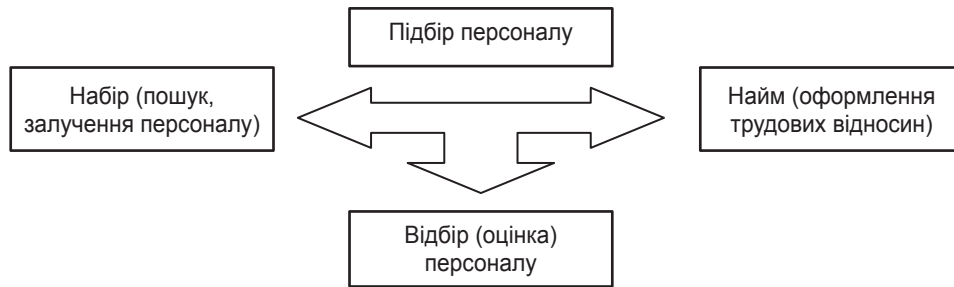 Підбір персоналу
Набір (пошук,
залучення персоналу)
Найм (оформлення
трудових відносин)
Відбір (оцінка)
персоналу